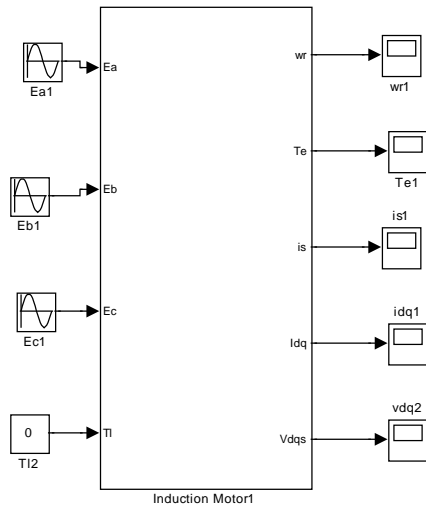 Ea1
Eb1
Ec1
0
Tl2
Ea
Eb
Ec
Tl
wr
Te
is
Idq
Vdqs
Induction Motor1
wr1
Te1
is1
idq1
vdq2